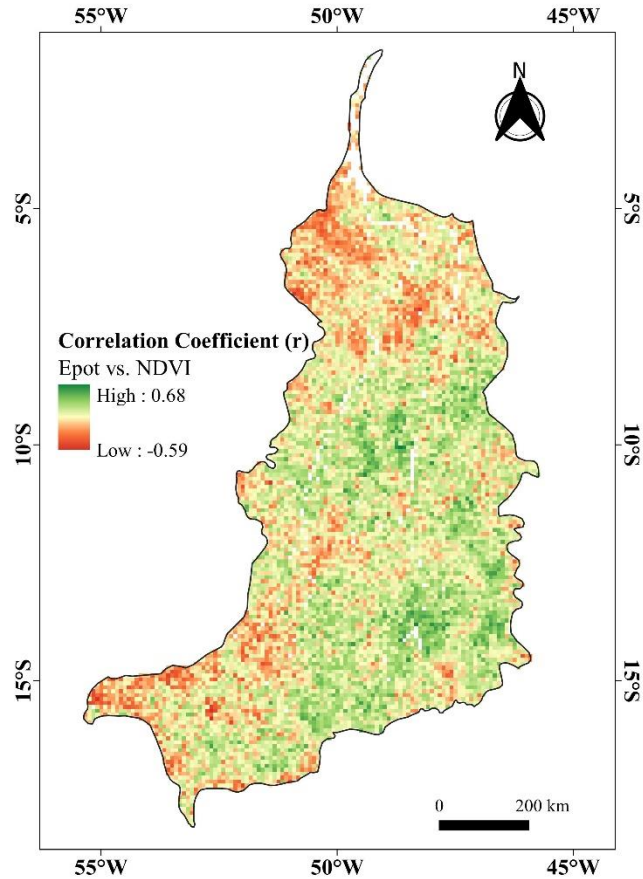 55°W 50°W 45°W
N
5°S 5°S
Correlation Coefficient (r)
Epot vs. NDVI
High : 0.68
Low : -0.59
10°S 10°S
15°S 15°S
0 200 km
55°W 50°W 45°W